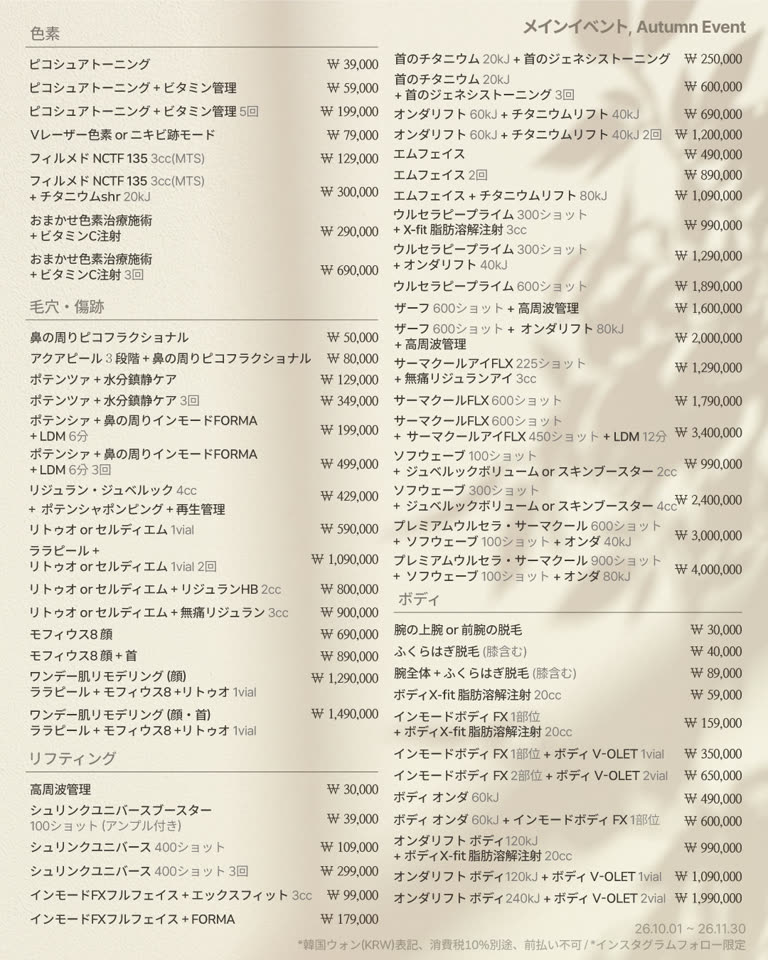 色素
ピコシュアトーニング ₩ 39,000
ピコシュアトーニング + ビタミン管理 ₩ 59,000
ピコシュアトーニング + ビタミン管理 5回 ₩ 199,000
Vレーザー色素 or ニキビ跡モード ₩ 79,000
フィルメド NCTF 135 3cc(MTS) ₩ 129,000
フィルメド NCTF 135 3cc(MTS)
+ チタニウムshr 20kJ ₩ 300,000
おまかせ色素治療施術
+ ビタミンC注射 ₩ 290,000
おまかせ色素治療施術
+ ビタミンC注射 3回 ₩ 690,000
毛穴・傷跡
鼻の周りピコフラクショナル ₩ 50,000
アクアピール 3 段階 + 鼻の周りピコフラクショナル ₩ 80,000
ポテンツァ + 水分鎮静ケア ₩ 129,000
ポテンツァ + 水分鎮静ケア 3回 ₩ 349,000
ポテンシァ + 鼻の周りインモードFORMA
+ LDM 6分 ₩ 199,000
ポテンシァ + 鼻の周りインモードFORMA
+ LDM 6分 3回 ₩ 499,000
リジュラン・ジュベルック 4cc
+ ポテンシャポンピング + 再生管理 ₩ 429,000
リトゥオ or セルディエム 1vial ₩ 590,000
ララピール +
リトゥオ or セルディエム 1vial 2回 ₩ 1,090,000
リトゥオ or セルディエム + リジュランHB 2cc ₩ 800,000
リトゥオ or セルディエム + 無痛リジュラン 3cc ₩ 900,000
モフィウス8 顔 ₩ 690,000
モフィウス8 顔 + 首 ₩ 890,000
ワンデー肌リモデリング (顔)
ララピール + モフィウス8 +リトゥオ 1vial ₩ 1,290,000
ワンデー肌リモデリング (顔・首)
ララピール + モフィウス8 +リトゥオ 1vial ₩ 1,490,000
リフティング
高周波管理 ₩ 30,000
シュリンクユニバースブースター
100ショット (アンプル付き) ₩ 39,000
シュリンクユニバース 400ショット ₩ 109,000
シュリンクユニバース 400ショット 3回 ₩ 299,000
インモードFXフルフェイス + エックスフィット 3cc ₩ 99,000
インモードFXフルフェイス + FORMA ₩ 179,000
メインイベント, Autumn Event
首のチタニウム 20kJ + 首のジェネシストーニング ₩ 250,000
首のチタニウム 20kJ
+ 首のジェネシストーニング 3回 ₩ 600,000
オンダリフト 60kJ + チタニウムリフト 40kJ ₩ 690,000
オンダリフト 60kJ + チタニウムリフト 40kJ 2回 ₩ 1,200,000
エムフェイス ₩ 490,000
エムフェイス 2回 ₩ 890,000
エムフェイス + チタニウムリフト 80kJ ₩ 1,090,000
ウルセラピープライム 300ショット
+ X-fit 脂肪溶解注射 3cc ₩ 990,000
ウルセラピープライム 300ショット
+ オンダリフト 40kJ ₩ 1,290,000
ウルセラピープライム 600ショット ₩ 1,890,000
ザーフ 600ショット + 高周波管理 ₩ 1,600,000
ザーフ 600ショット + オンダリフト 80kJ
+ 高周波管理 ₩ 2,000,000
サーマクールアイFLX 225ショット
+ 無痛リジュランアイ 3cc ₩ 1,290,000
サーマクールFLX 600ショット ₩ 1,790,000
サーマクールFLX 600ショット
+ サーマクールアイFLX 450ショット + LDM 12分 ₩ 3,400,000
ソフウェーブ 100ショット
+ ジュベルックボリューム or スキンブースター 2cc ₩ 990,000
ソフウェーブ 300ショット
+ ジュベルックボリューム or スキンブースター 4cc ₩ 2,400,000
プレミアムウルセラ・サーマクール 600ショット
+ ソフウェーブ 100ショット + オンダ 40kJ ₩ 3,000,000
プレミアムウルセラ・サーマクール 900ショット
+ ソフウェーブ 100ショット + オンダ 80kJ ₩ 4,000,000
ボディ
腕の上腕 or 前腕の脱毛 ₩ 30,000
ふくらはぎ脱毛 (膝含む) ₩ 40,000
腕全体 + ふくらはぎ脱毛 (膝含む) ₩ 89,000
ボディX-fit 脂肪溶解注射 20cc ₩ 59,000
インモードボディ FX 1部位
+ ボディX-fit 脂肪溶解注射 20cc ₩ 159,000
インモードボディ FX 1部位 + ボディ V-OLET 1vial ₩ 350,000
インモードボディ FX 2部位 + ボディ V-OLET 2vial ₩ 650,000
ボディ オンダ 60kJ ₩ 490,000
ボディ オンダ 60kJ + インモードボディ FX 1部位 ₩ 600,000
オンダリフト ボディ120kJ
+ ボディX-fit 脂肪溶解注射 20cc ₩ 990,000
オンダリフト ボディ120kJ + ボディ V-OLET 1vial ₩ 1,090,000
オンダリフト ボディ240kJ + ボディ V-OLET 2vial ₩ 1,990,000
26.10.01 ~ 26.11.30
*韓国ウォン(KRW)表記、消費税10%別途、前払い不可 / *インスタグラムフォロー限定